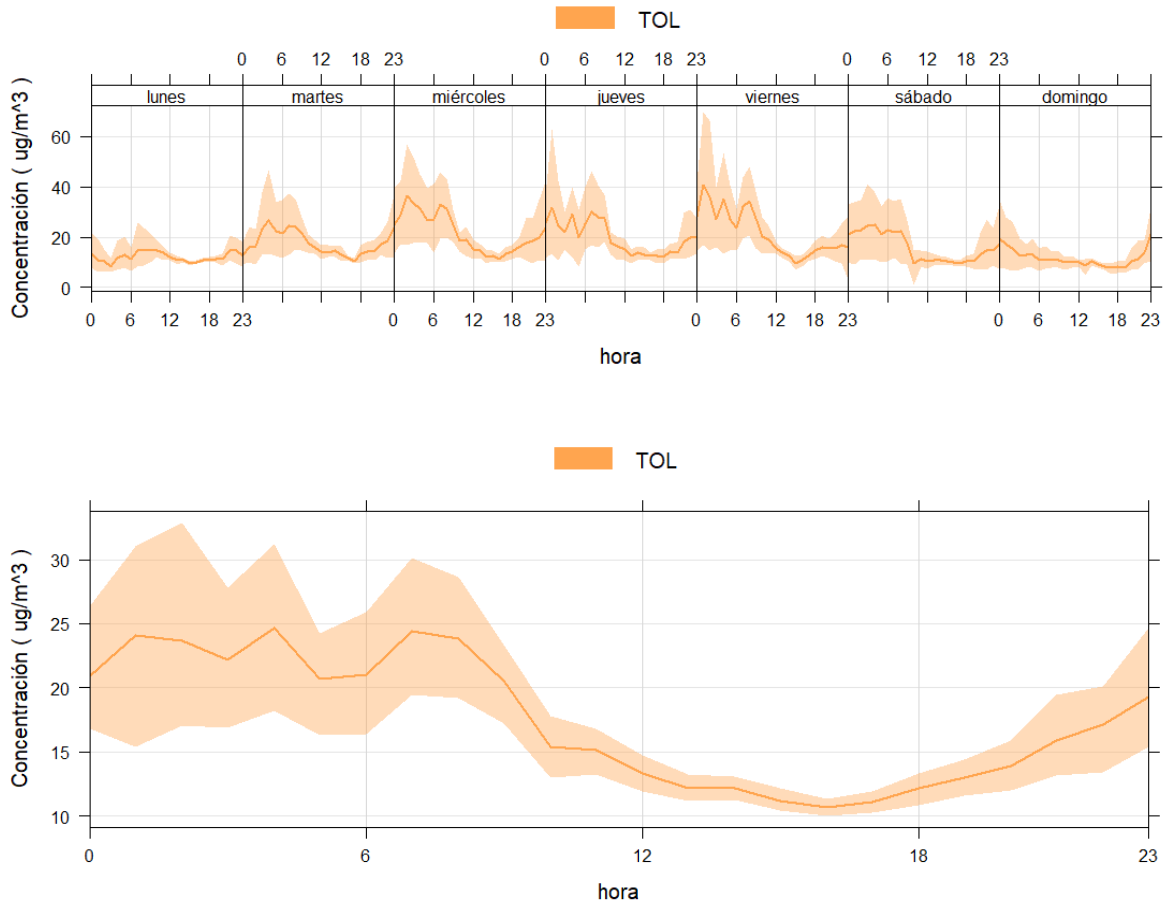 TOL
0 6 12 18 23 0 6 12 18 23 0 6 12 18 23
lunes martes miércoles jueves viernes sábado domingo
Concentración ( ug/m^3 )
60
40
20
0
0 6 12 18 23 0 6 12 18 23 0 6 12 18 23 0 6 12 18 23
hora
TOL
Concentración ( ug/m^3 )
30
25
20
15
10
0 6 12 18 23
hora